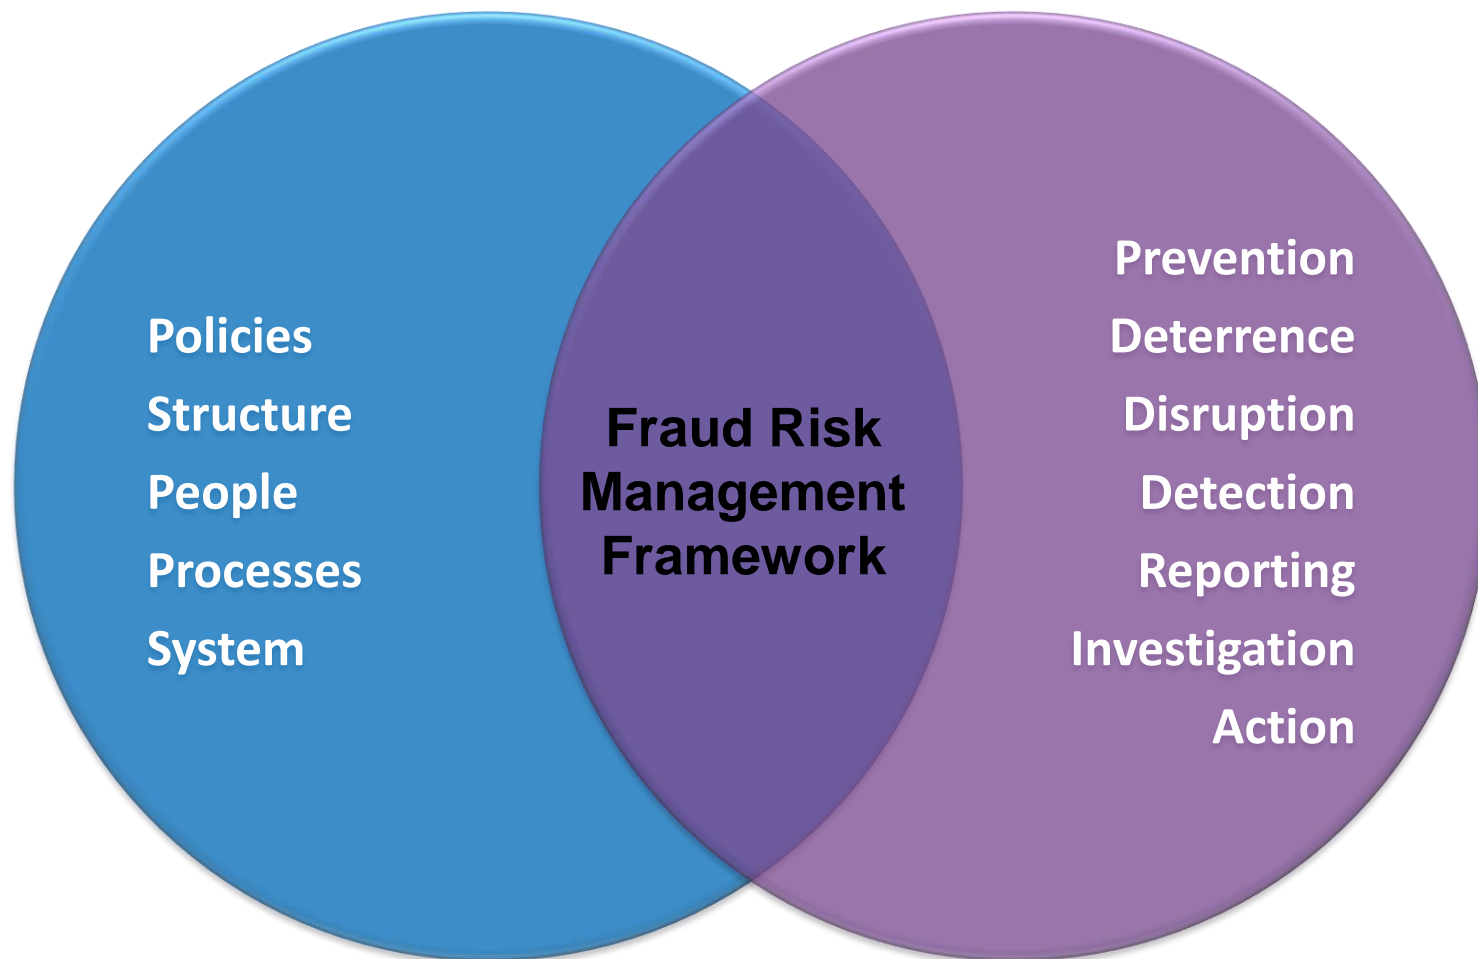 Policies
Structure
People
Processes
System
Fraud Risk
Management
Framework
Prevention
Deterrence
Disruption
Detection
Reporting
Investigation
Action